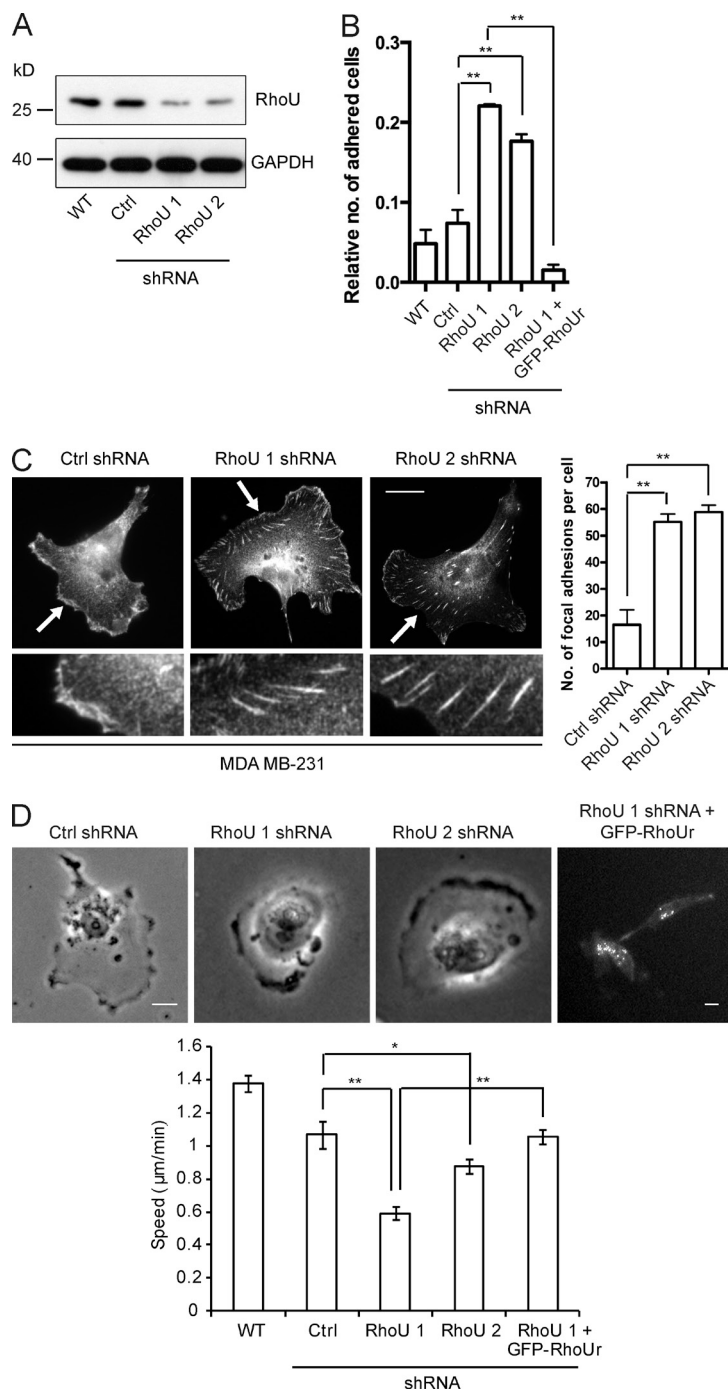 A
kD
25
40
RhoU
GAPDH
WT
Ctrl
RhoU 1
RhoU 2
shRNA
B
Relative no. of adhered cells
0.3
0.2
0.1
0.0
**
**
**
WT
Ctrl
RhoU 1
RhoU 2
RhoU 1 +
GFP-RhoUr
shRNA
C
Ctrl shRNA
RhoU 1 shRNA
RhoU 2 shRNA
MDA MB-231
No. of focal adhesions per cell
70
60
50
40
30
20
10
0
**
**
Ctrl shRNA
RhoU 1 shRNA
RhoU 2 shRNA
D
Ctrl shRNA
RhoU 1 shRNA
RhoU 2 shRNA
RhoU 1 shRNA +
GFP-RhoUr
Speed (µm/min)
1.6
1.4
1.2
1
0.8
0.6
0.4
0.2
0
*
**
**
WT
Ctrl
RhoU 1
RhoU 2
RhoU 1 +
GFP-RhoUr
shRNA